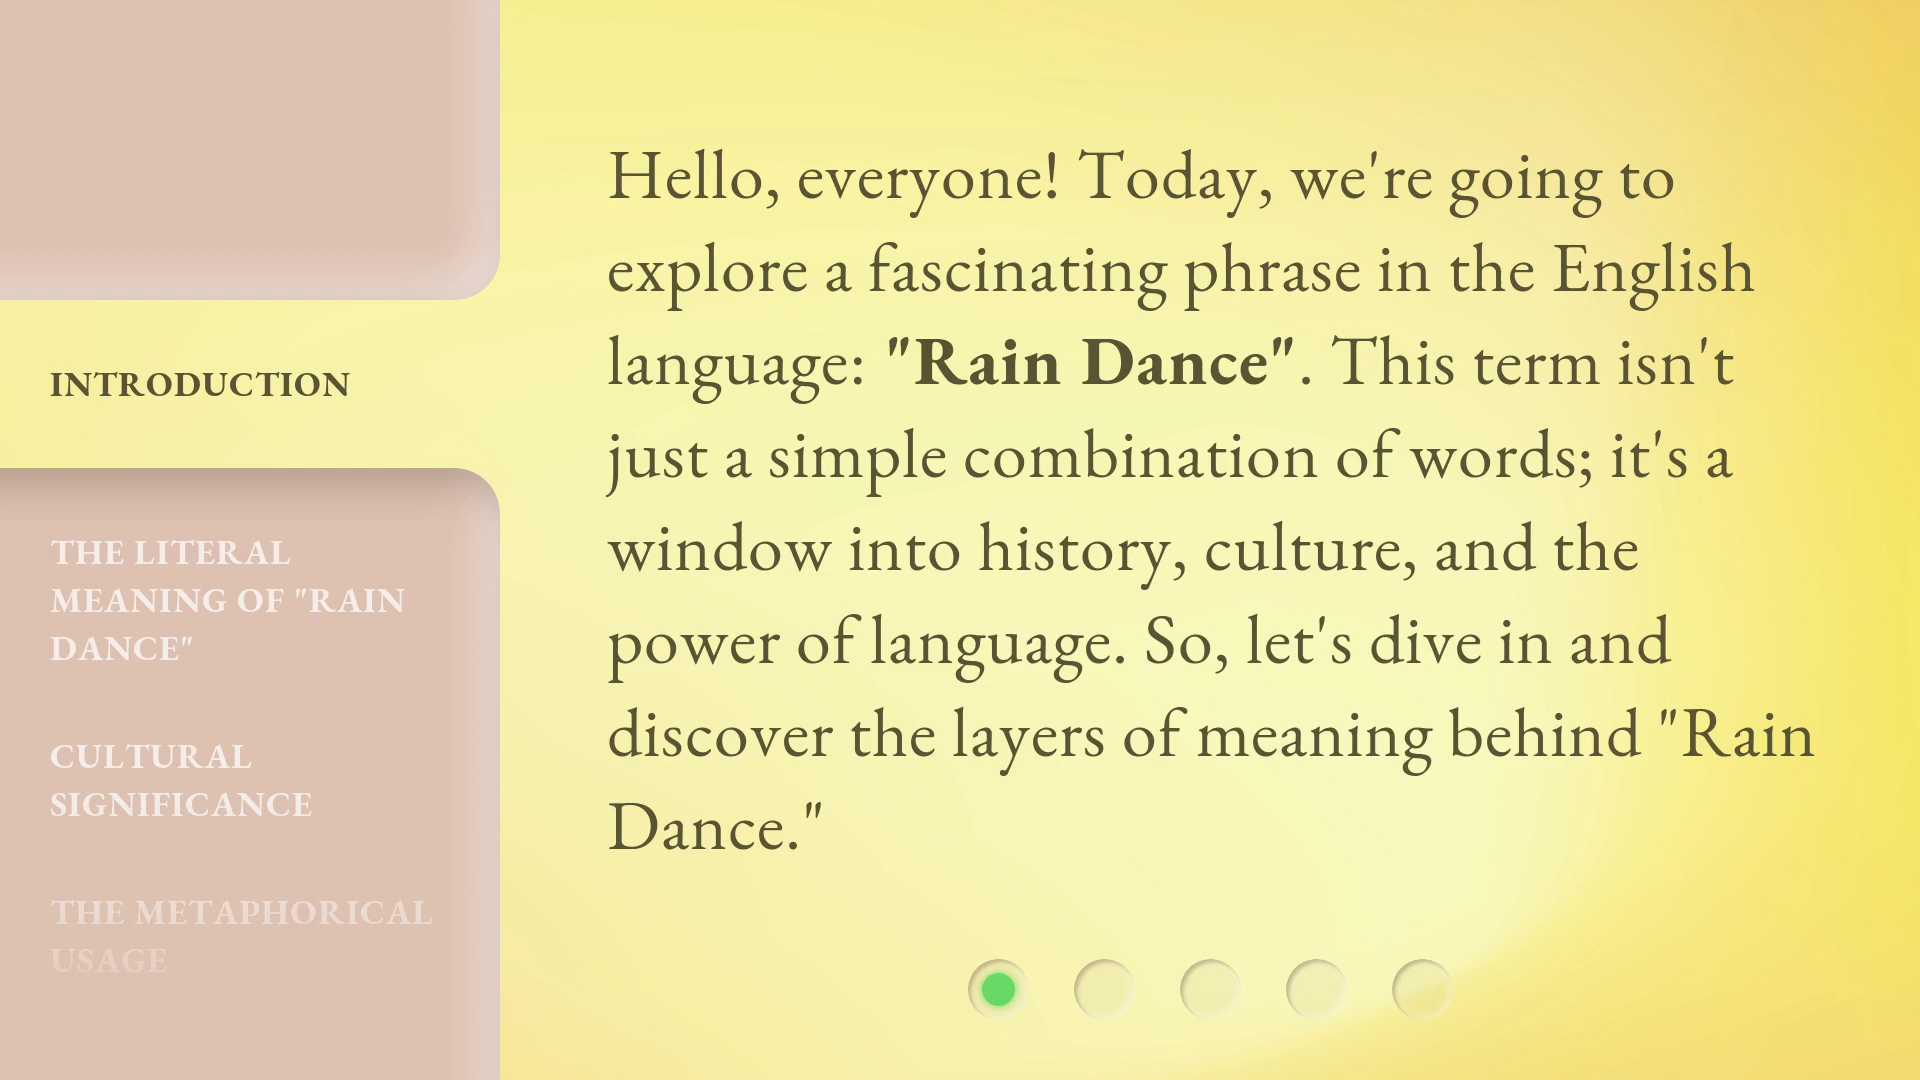 INTRODUCTION
THE LITERAL
MEANING OF "RAIN
DANCE"
CULTURAL
SIGNIFICANCE
THE METAPHORICAL
USAGE
Hello, everyone! Today, we're going to
explore a fascinating phrase in the English
language: "Rain Dance". This term isn't
just a simple combination of words; it's a
window into history, culture, and the
power of language. So, let's dive in and
discover the layers of meaning behind "Rain
Dance."